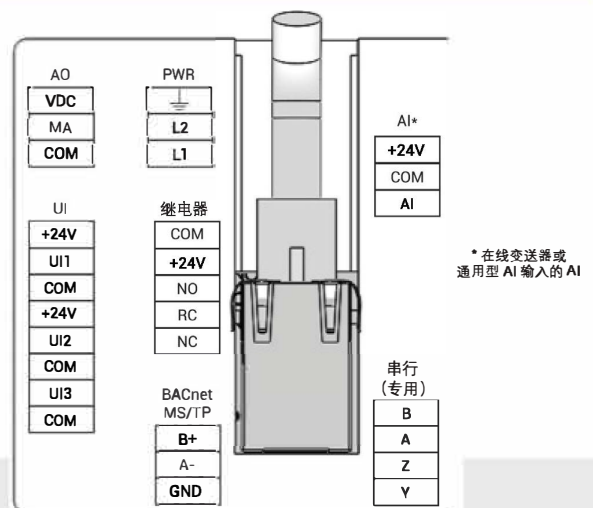 AO
VDC
MA
COM
PWR
L2
L1
AI*
+24V
COM
AI
UI
+24V
UI1
COM
+24V
UI2
COM
UI3
COM
继电器
COM
+24V
NO
RC
NC
* 在线变送器或
通用型 AI 输入的 AI
BACnet
MS/TP
B+
A-
GND
串行
（专用）
B
A
Z
Y